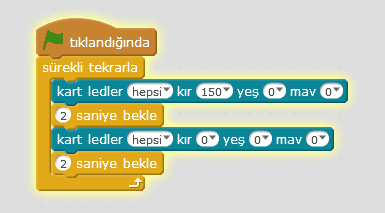 tıklandığında
sürekli tekrarla
kart ledler hepsi kır 150 yeş 0 mav 0
2 saniye bekle
kart ledler hepsi kır 0 yeş 0 mav 0
2 saniye bekle